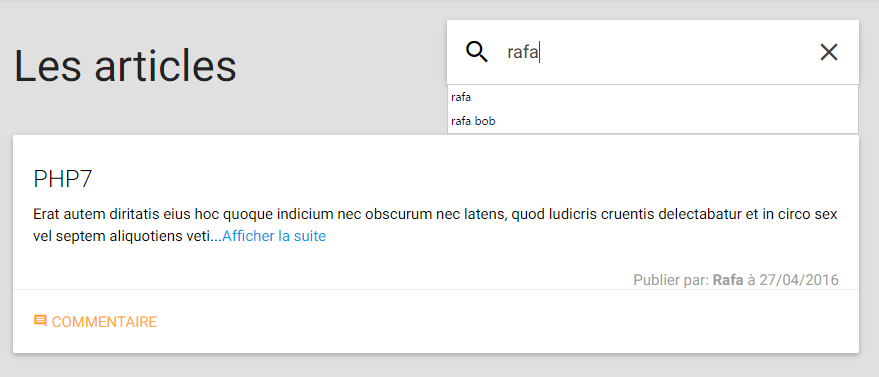 Les articles
rafa
rafa
rafa bob
PHP7
Erat autem diritatis eius hoc quoque indicium nec obscurum nec latens, quod ludicris cruentis delectabatur et in circo sex
vel septem aliquotiens veti...Afficher la suite
Publier par: Rafa à 27/04/2016
COMMENTAIRE